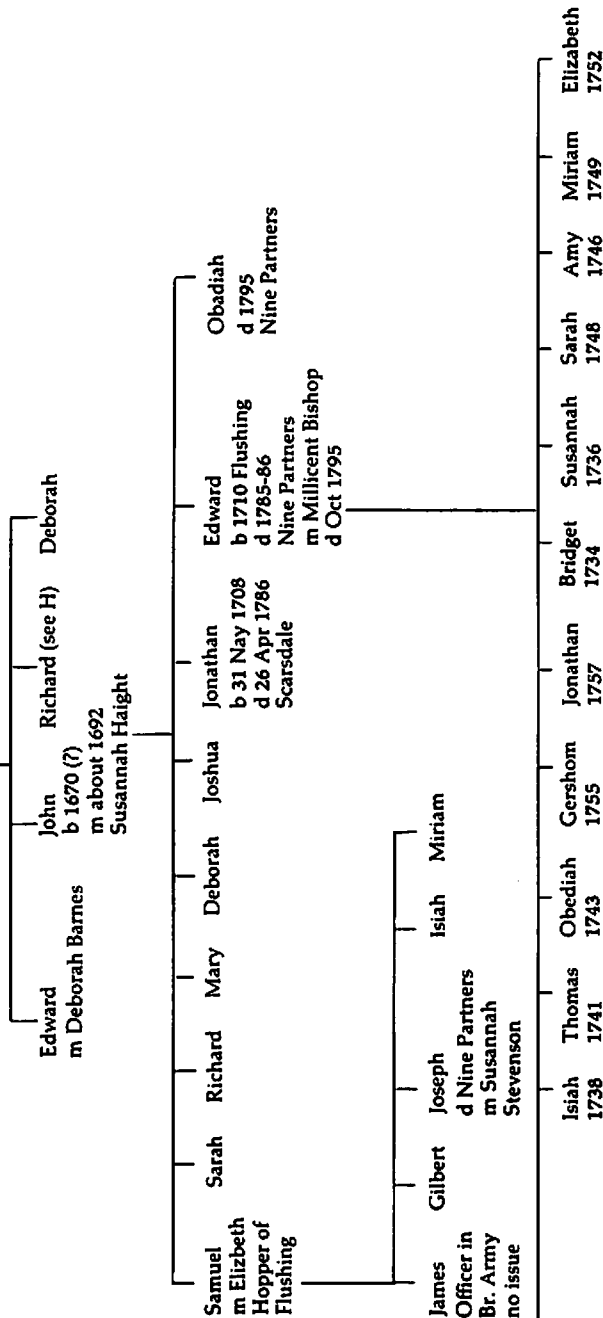 Edward
m Deborah Barnes
John
b 1670 (?)
m about 1692
Susannah Haight
Richard (see H)
Deborah
Samuel
m Elizbeth
Hopper of
Flushing
Sarah
Richard
Mary
Deborah
Joshua
Jonathan
b 31 Nay 1708
d 26 Apr 1786
Scarsdale
Edward
b 1710 Flushing
d 1785-86
Nine Partners
m Millicent Bishop
d Oct 1795
Obadiah
d 1795
Nine Partners
James
Officer in
Br. Army
no issue
Gilbert
Joseph
d Nine Partners
m Susannah
Stevenson
Isiah
Miriam
Isiah
1738
Thomas
1741
Obediah
1743
Gershom
1755
Jonathan
1757
Bridget
1734
Susannah
1736
Sarah
1748
Amy
1746
Miriam
1749
Elizabeth
1752